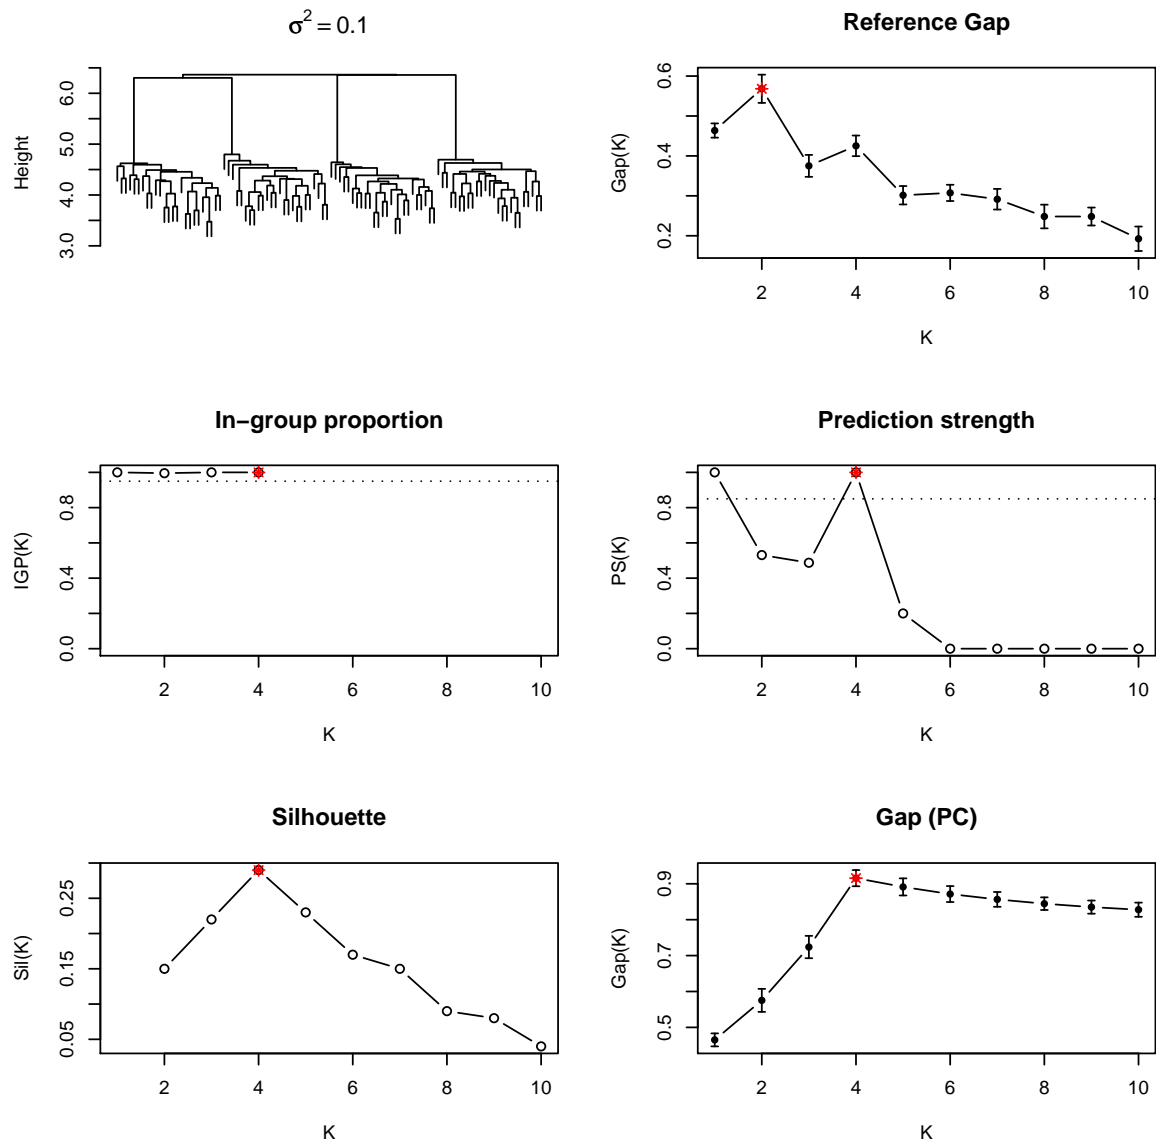 σ² = 0.1
Height
3.0 4.0 5.0 6.0
Reference Gap
Gap(K)
0.2 0.4 0.6
2 4 6 8 10
K
In−group proportion
IGP(K)
0.0 0.4 0.8
2 4 6 8 10
K
Prediction strength
PS(K)
0.0 0.4 0.8
2 4 6 8 10
K
Silhouette
Sil(K)
0.05 0.15 0.25
2 4 6 8 10
K
Gap (PC)
Gap(K)
0.5 0.7 0.9
2 4 6 8 10
K